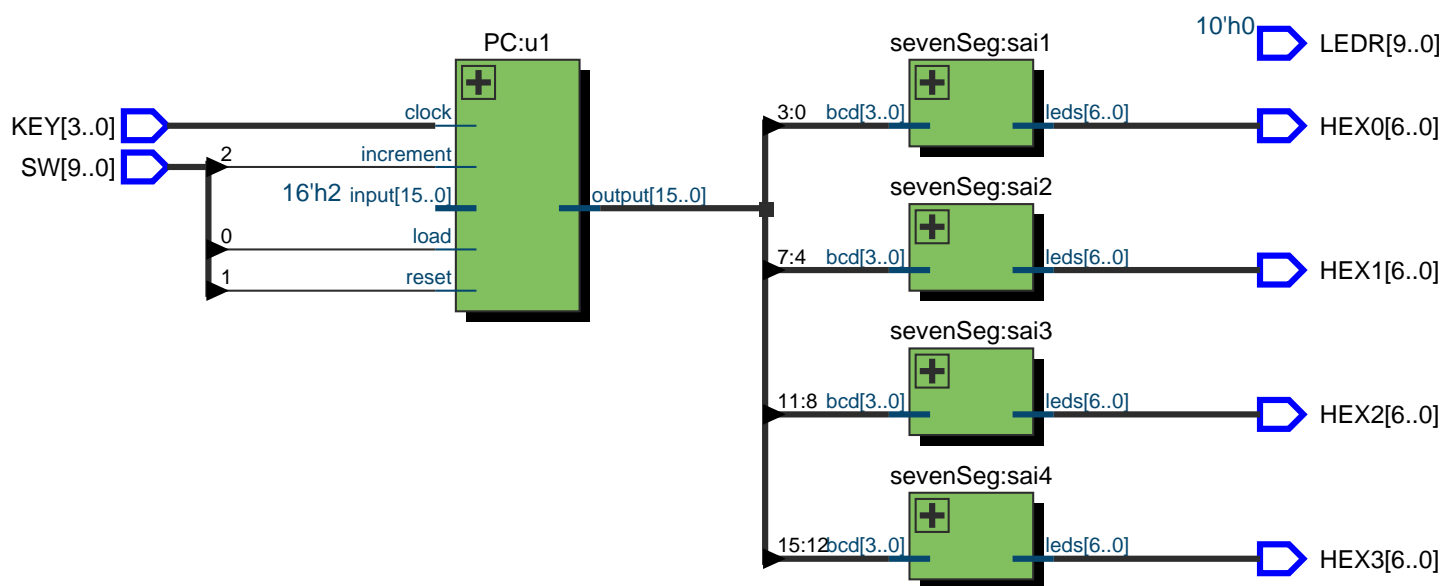 PC:u1
sevenSeg:sai1
10'h0
LEDR[9..0]
KEY[3..0]
clock
3:0
bcd[3..0]
leds[6..0]
HEX0[6..0]
SW[9..0]
2
increment
16'h2
input[15..0]
output[15..0]
0
load
1
reset
sevenSeg:sai2
7:4
bcd[3..0]
leds[6..0]
HEX1[6..0]
sevenSeg:sai3
11:8
bcd[3..0]
leds[6..0]
HEX2[6..0]
sevenSeg:sai4
15:12
bcd[3..0]
leds[6..0]
HEX3[6..0]